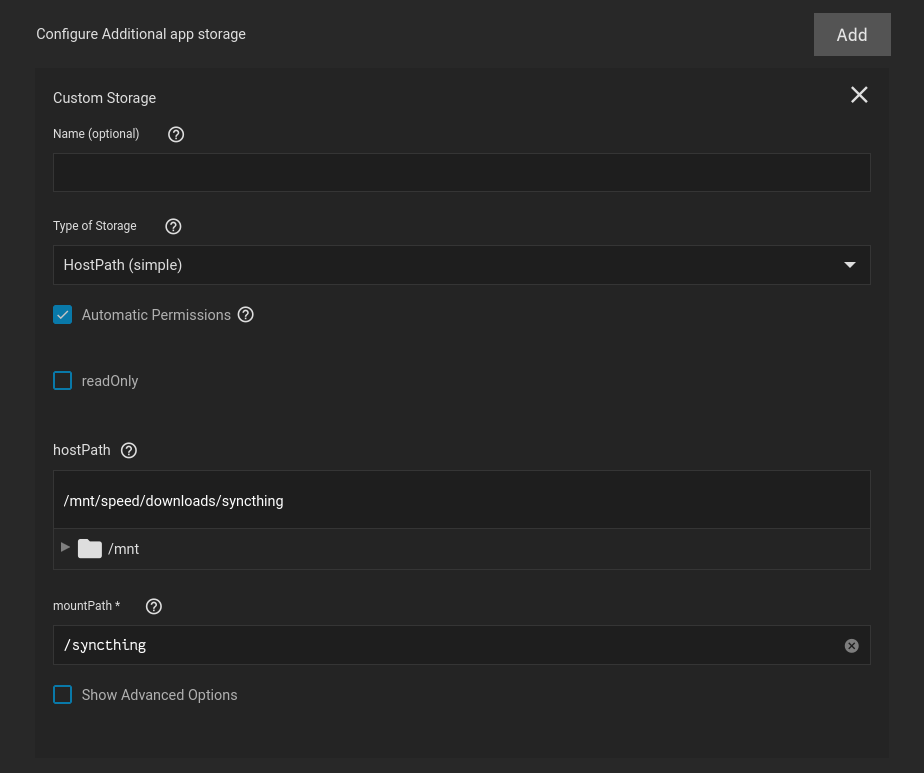 Configure Additional app storage
Add
Custom Storage
Name (optional)
Type of Storage
HostPath (simple)
Automatic Permissions
readOnly
hostPath
/mnt/speed/downloads/syncthing
/mnt
mountPath *
/syncthing
Show Advanced Options